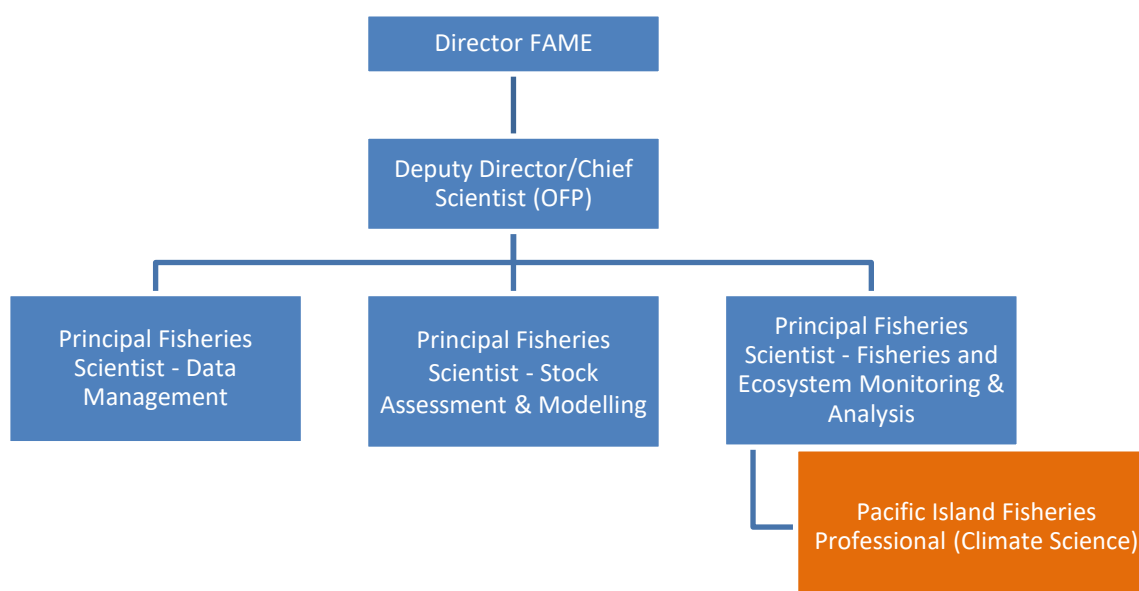 Director FAME
Deputy Director/Chief
Scientist (OFP)
Principal Fisheries
Scientist - Data
Management
Principal Fisheries
Scientist - Stock
Assessment & Modelling
Principal Fisheries
Scientist - Fisheries and
Ecosystem Monitoring &
Analysis
Pacific Island Fisheries
Professional (Climate Science)